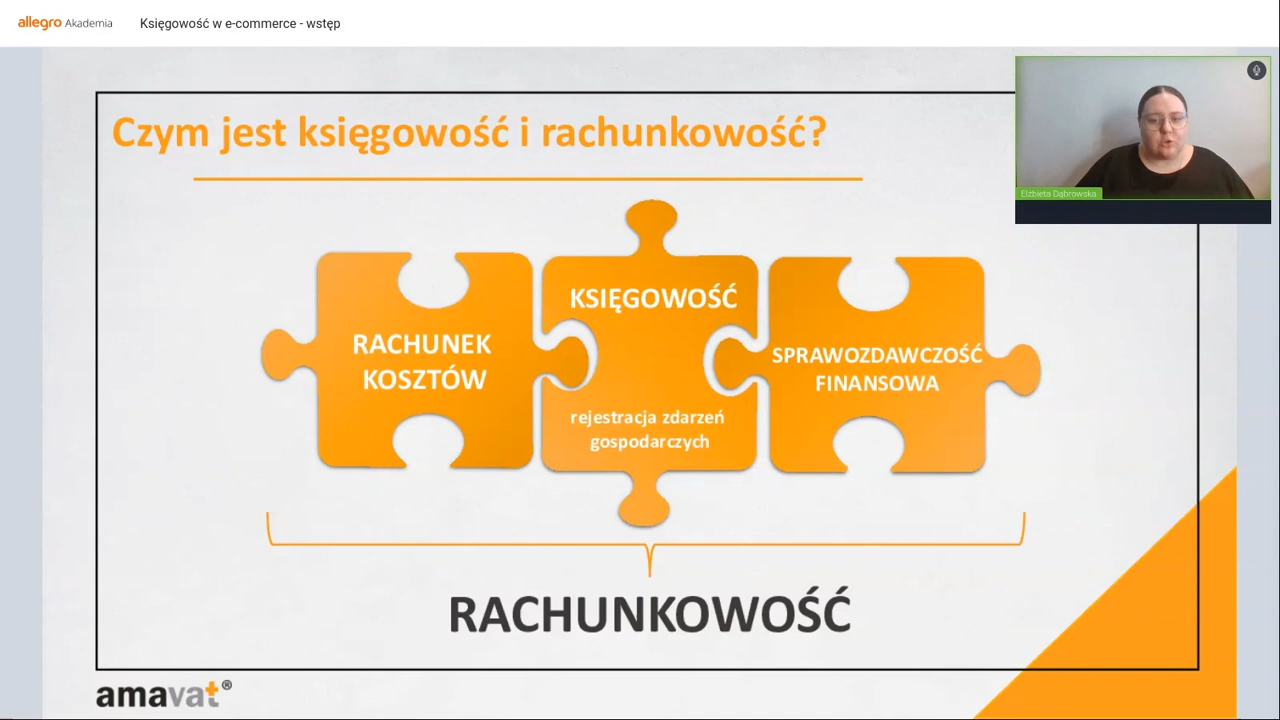 allegro Akademia Księgowość w e-commerce - wstęp
Czym jest księgowość i rachunkowość?
Elżbieta Dąbrowska
RACHUNEK
KOSZTÓW
KSIĘGOWOŚĆ
rejestracja zdarzeń
gospodarczych
SPRAWOZDAWCZOŚĆ
FINANSOWA
RACHUNKOWOŚĆ
amavat®